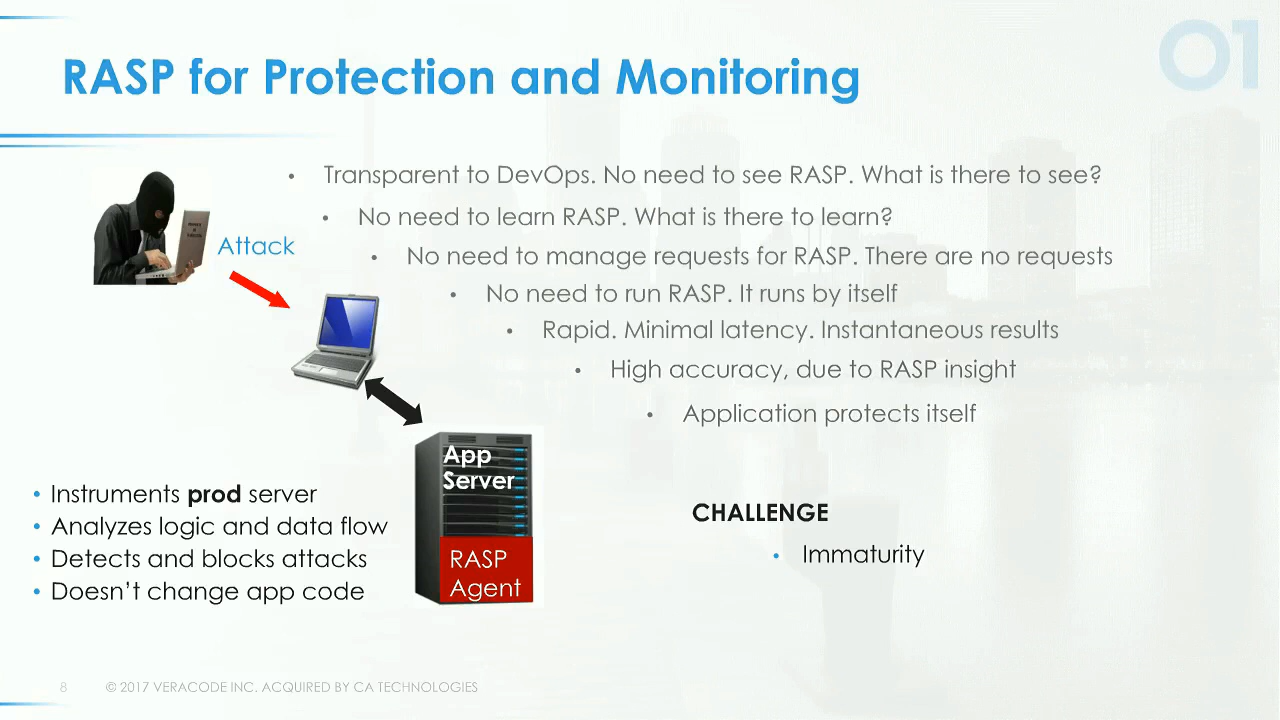 01
RASP for Protection and Monitoring
• Transparent to DevOps. No need to see RASP. What is there to see?
• No need to learn RASP. What is there to learn?
Attack
• No need to manage requests for RASP. There are no requests
• No need to run RASP. It runs by itself
• Rapid. Minimal latency. Instantaneous results
• High accuracy, due to RASP insight
• Application protects itself
App
Server
RASP
Agent
• Instruments prod server
• Analyzes logic and data flow
• Detects and blocks attacks
• Doesn’t change app code
CHALLENGE
• Immaturity
8 © 2017 VERACODE INC. ACQUIRED BY CA TECHNOLOGIES